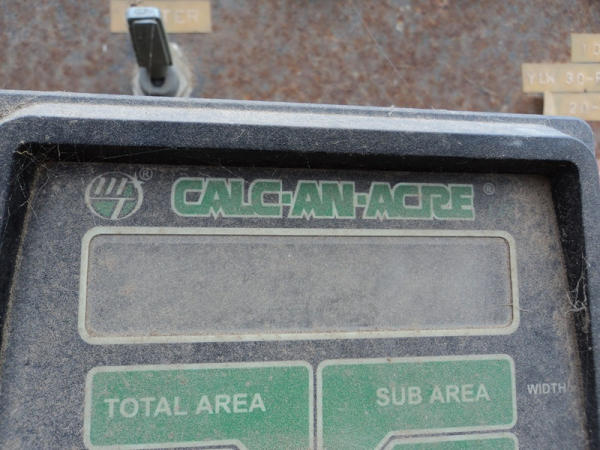 CALC-AN-ACRE ®
®
TOTAL AREA
SUB AREA
WIDTH